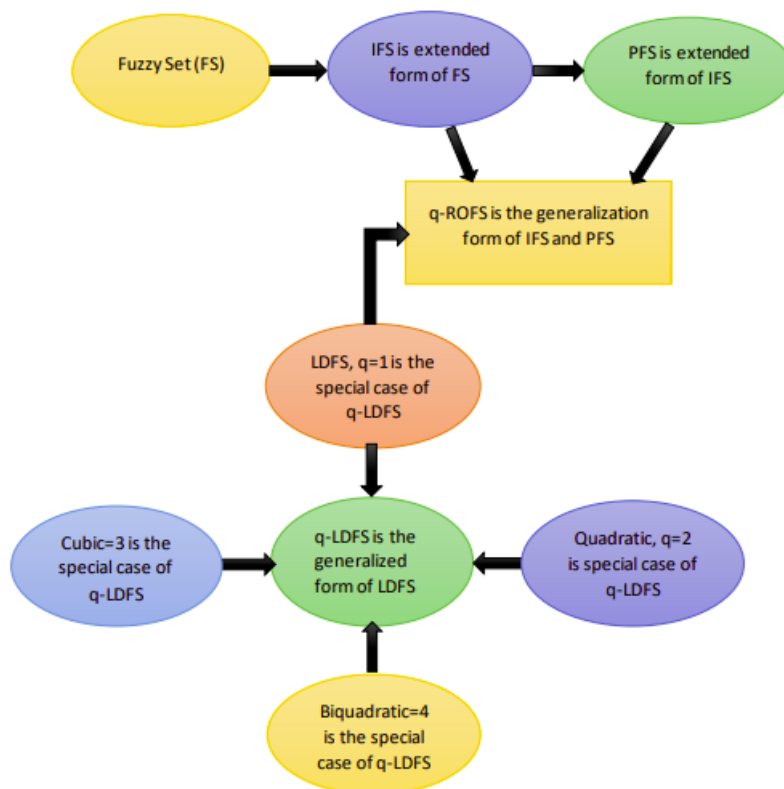 Fuzzy Set (FS)
IFS is extended
form of FS
PFS is extended
form of IFS
q-ROFS is the generalization
form of IFS and PFS
LDFS, q=1 is the
special case of
q-LDFS
Cubic=3 is the
special case of
q-LDFS
q-LDFS is the
generalized
form of LDFS
Quadratic, q=2
is special case of
q-LDFS
Biquadratic=4
is the special
case of q-LDFS